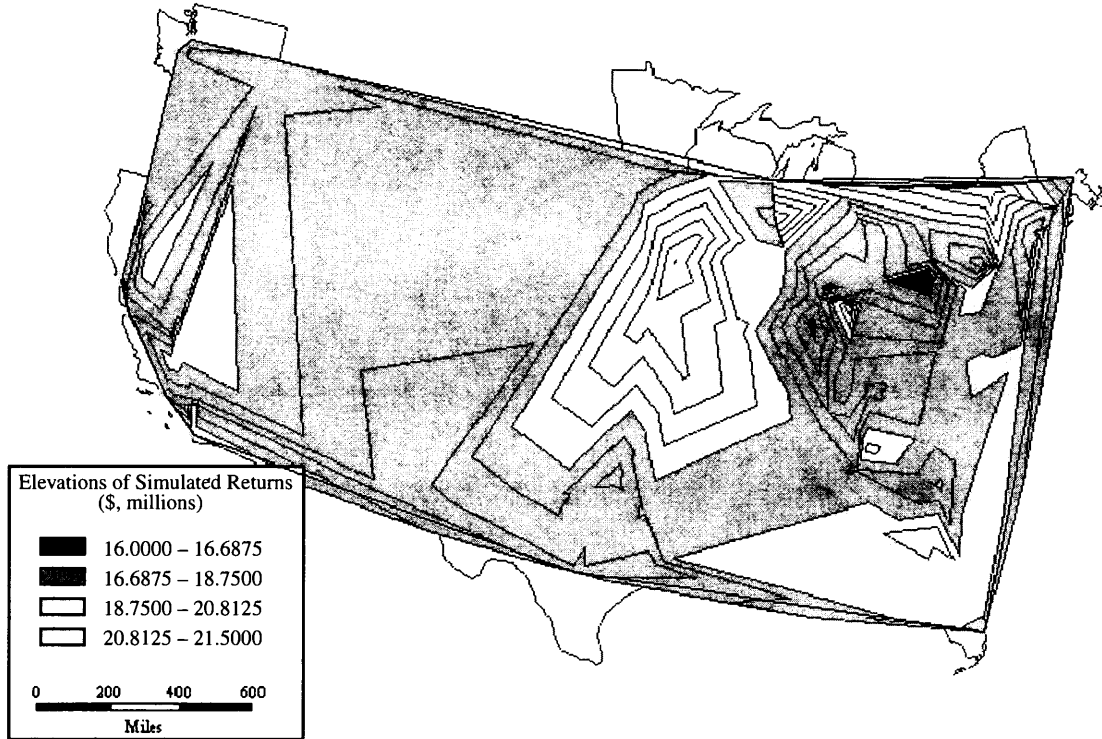 Elevations of Simulated Returns
($, millions)
16.0000 – 16.6875
16.6875 – 18.7500
18.7500 – 20.8125
20.8125 – 21.5000
0 200 400 600
Miles